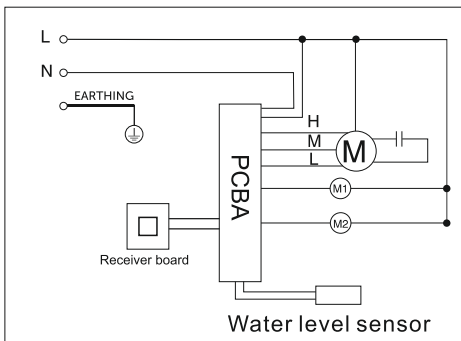 L
N
EARTHING
H
M
L
M
PCBA
M1
M2
Receiver board
Water level sensor